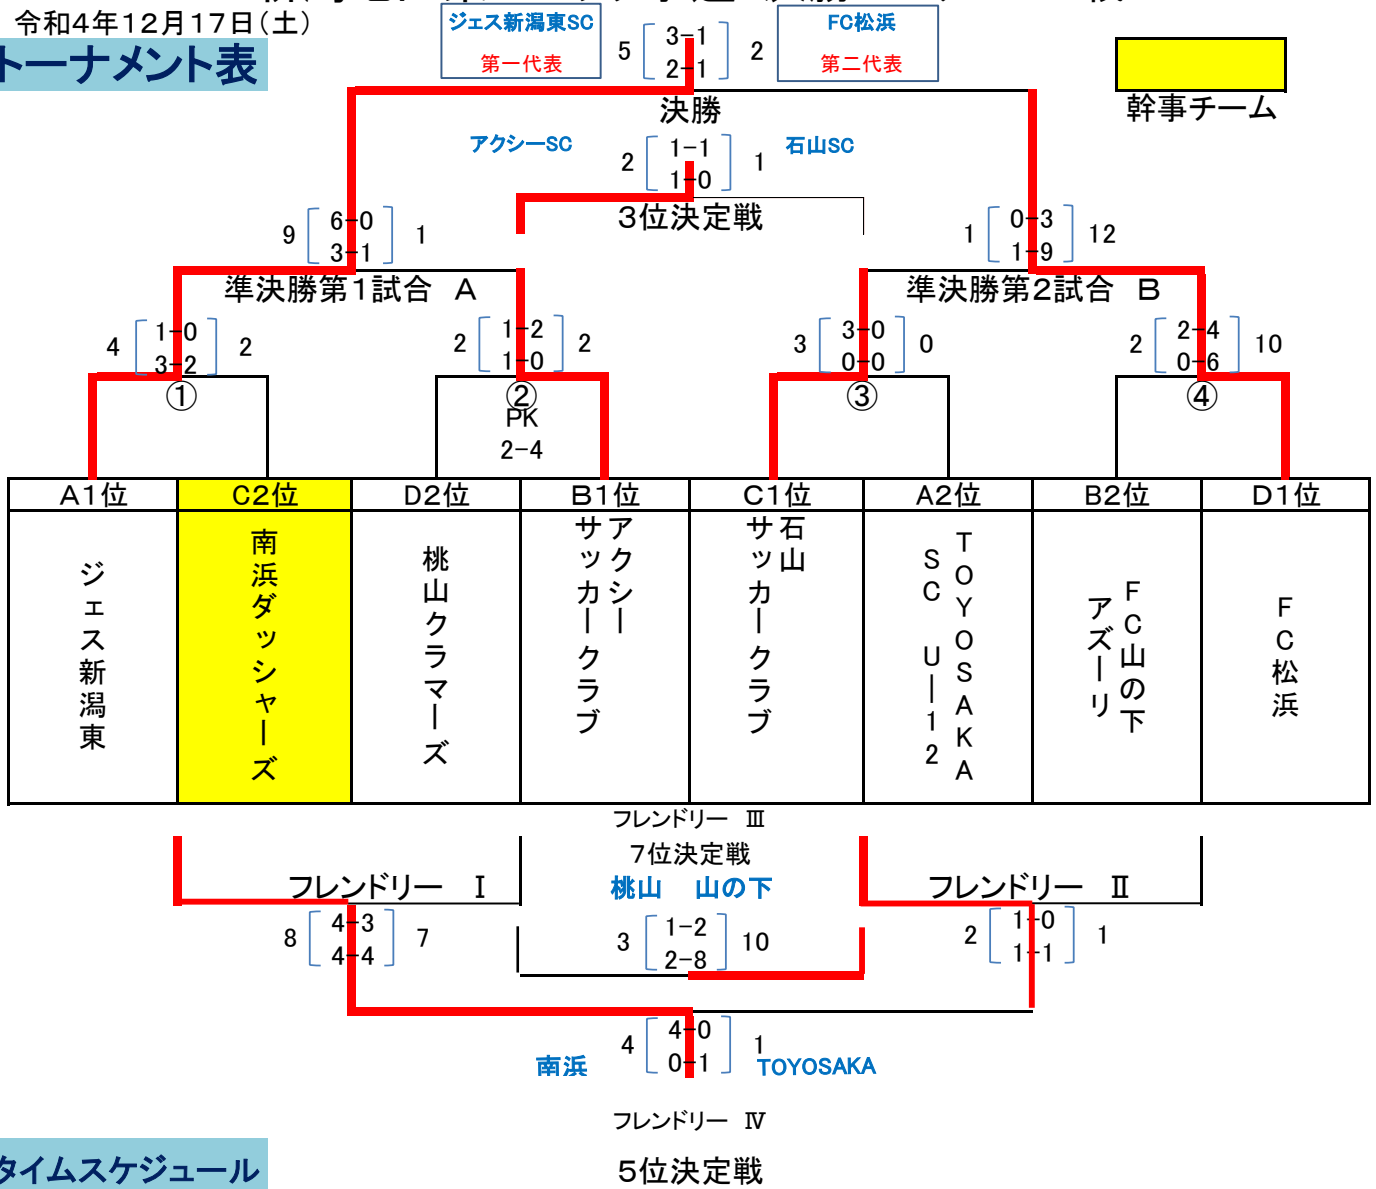 令和4年12月17日(土)
トーナメント表
ジェス新潟東SC
第一代表
5
3-1
2-1
2
FC松浜
第二代表
幹事チーム
決勝
アクシーSC
2
1-1
1-0
1
石山SC
3位決定戦
9
6-0
3-1
1
準決勝第1試合 A
1
0-3
1-9
12
準決勝第2試合 B
4
1-0
3-2
2
①
2
1-2
1-0
2
②
PK
2-4
3
3-0
0-0
0
③
2
2-4
0-6
10
④
A1位
C2位
D2位
B1位
C1位
A2位
B2位
D1位
ジェス新潟東
南浜ダッシャーズ
桃山クラマーズ
アクシー
サッカークラブ
石山
サッカークラブ
TOYOSAKA
SC U-12
FC山の下
アズーリ
FC松浜
フレンドリー Ⅲ
7位決定戦
桃山 山の下
3
1-2
2-8
10
フレンドリー Ⅰ
8
4-3
4-4
7
フレンドリー Ⅱ
2
1-0
1-1
1
4
4-0
0-1
1
南浜
TOYOSAKA
フレンドリー Ⅳ
5位決定戦
タイムスケジュール